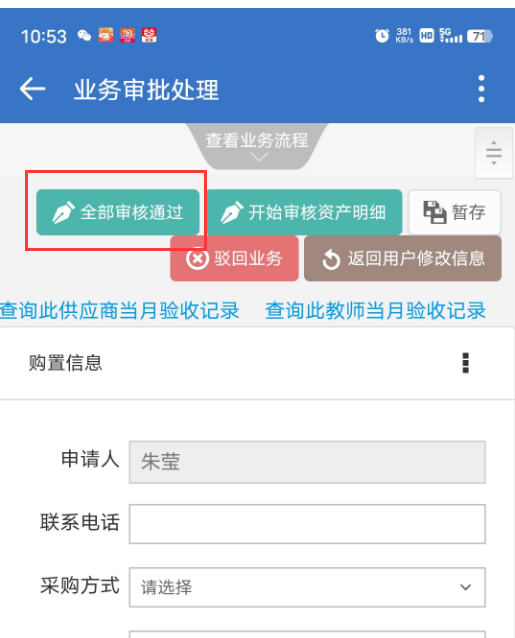 10:53 381 KB/s HD 5G 71
业务审批处理
查看业务流程
全部审核通过 开始审核资产明细 暂存
驳回业务 返回用户修改信息
查询此供应商当月验收记录 查询此教师当月验收记录
购置信息
申请人 朱莹
联系电话
采购方式 请选择